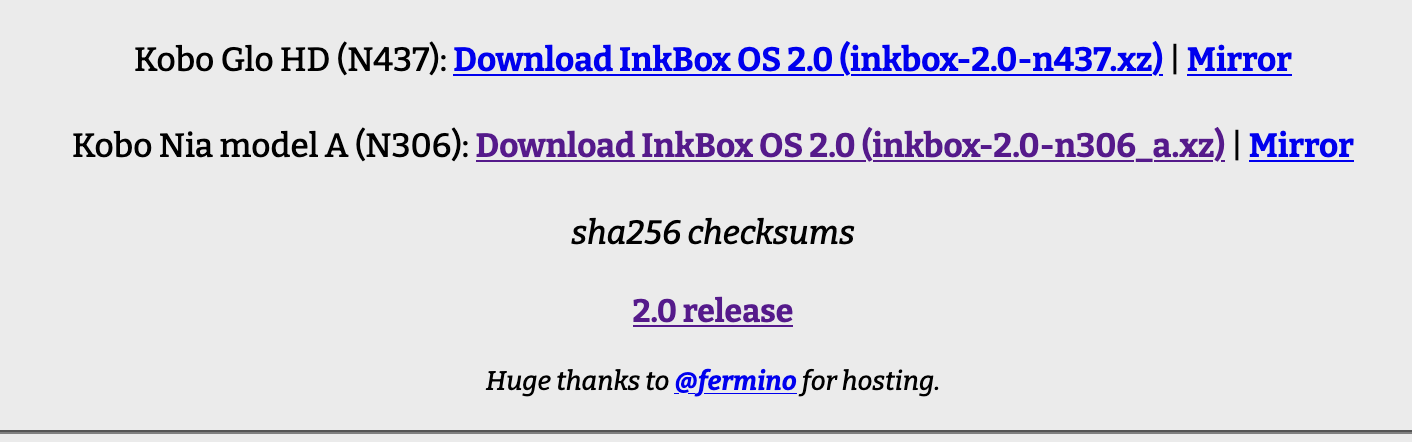 Kobo Glo HD (N437): Download InkBox OS 2.0 (inkbox-2.0-n437.xz) | Mirror
Kobo Nia model A (N306): Download InkBox OS 2.0 (inkbox-2.0-n306_a.xz) | Mirror
sha256 checksums
2.0 release
Huge thanks to @fermino for hosting.